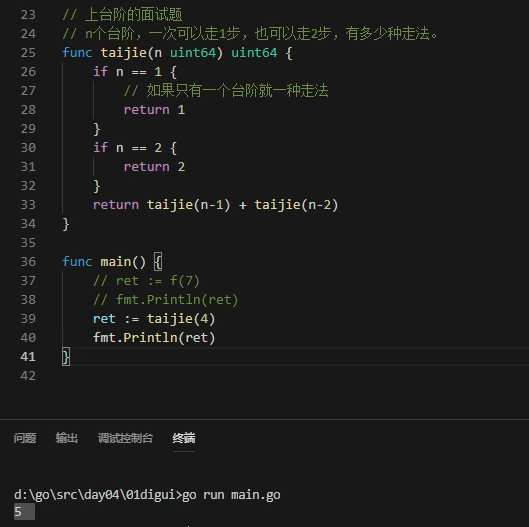 23 // 上台阶的面试题
24 // n个台阶，一次可以走1步，也可以走2步，有多少种走法。
25 func taijie(n uint64) uint64 {
26     if n == 1 {
27         // 如果只有一个台阶就一种走法
28         return 1
29     }
30     if n == 2 {
31         return 2
32     }
33     return taijie(n-1) + taijie(n-2)
34 }
35
36 func main() {
37     // ret := f(7)
38     // fmt.Println(ret)
39     ret := taijie(4)
40     fmt.Println(ret)
41 }
42
问题 输出 调试控制台 终端
d:\go\src\day04\01digui>go run main.go
5